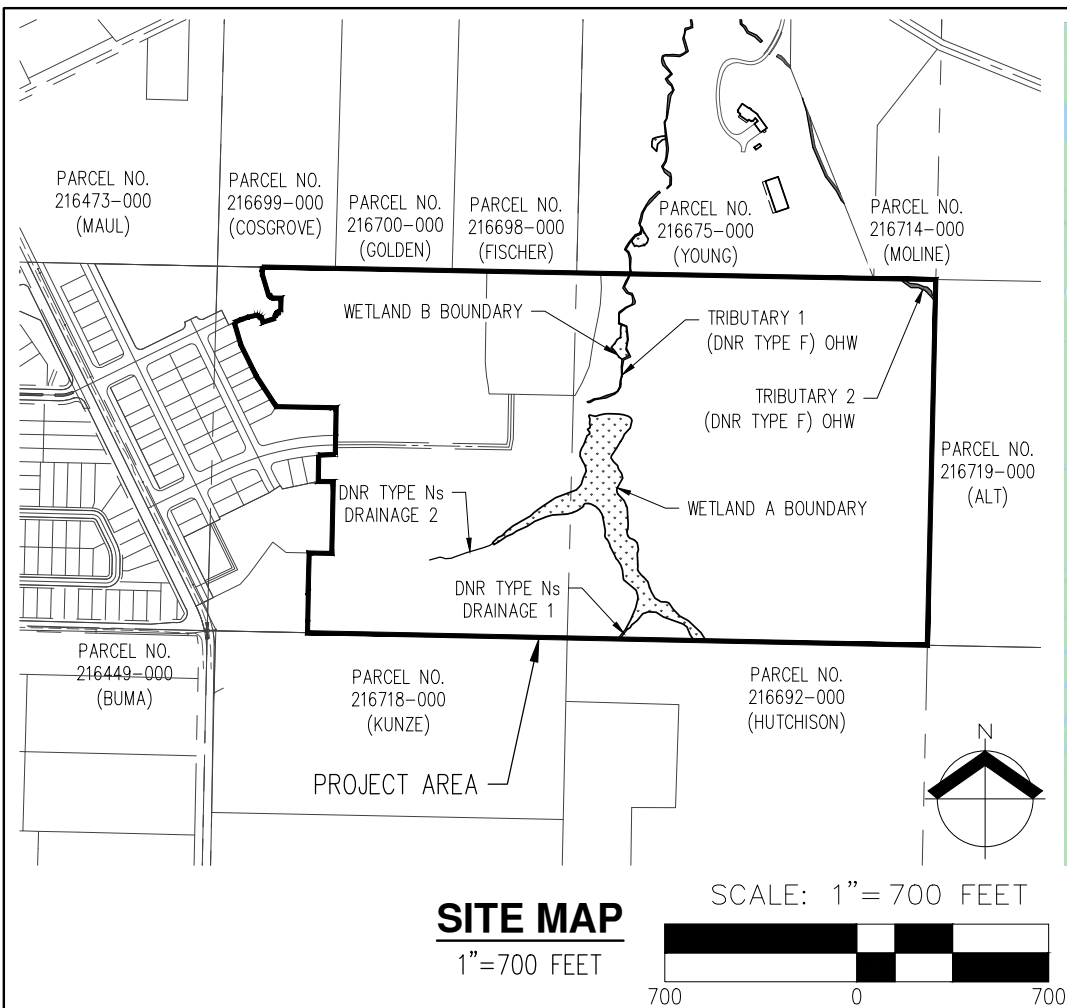 PARCEL NO.
216473-000
(MAUL)
PARCEL NO.
216699-000
(COSGROVE)
PARCEL NO.
216700-000
(GOLDEN)
PARCEL NO.
216698-000
(FISCHER)
PARCEL NO.
216675-000
(YOUNG)
PARCEL NO.
216714-000
(MOLINE)
WETLAND B BOUNDARY
TRIBUTARY 1
(DNR TYPE F) OHW
TRIBUTARY 2
(DNR TYPE F) OHW
PARCEL NO.
216719-000
(ALT)
DNR TYPE Ns
DRAINAGE 2
WETLAND A BOUNDARY
DNR TYPE Ns
DRAINAGE 1
PARCEL NO.
216449-000
(BUMA)
PARCEL NO.
216718-000
(KUNZE)
PARCEL NO.
216692-000
(HUTCHISON)
PROJECT AREA
N
SITE MAP
1"=700 FEET
SCALE: 1"=700 FEET
700 0 700